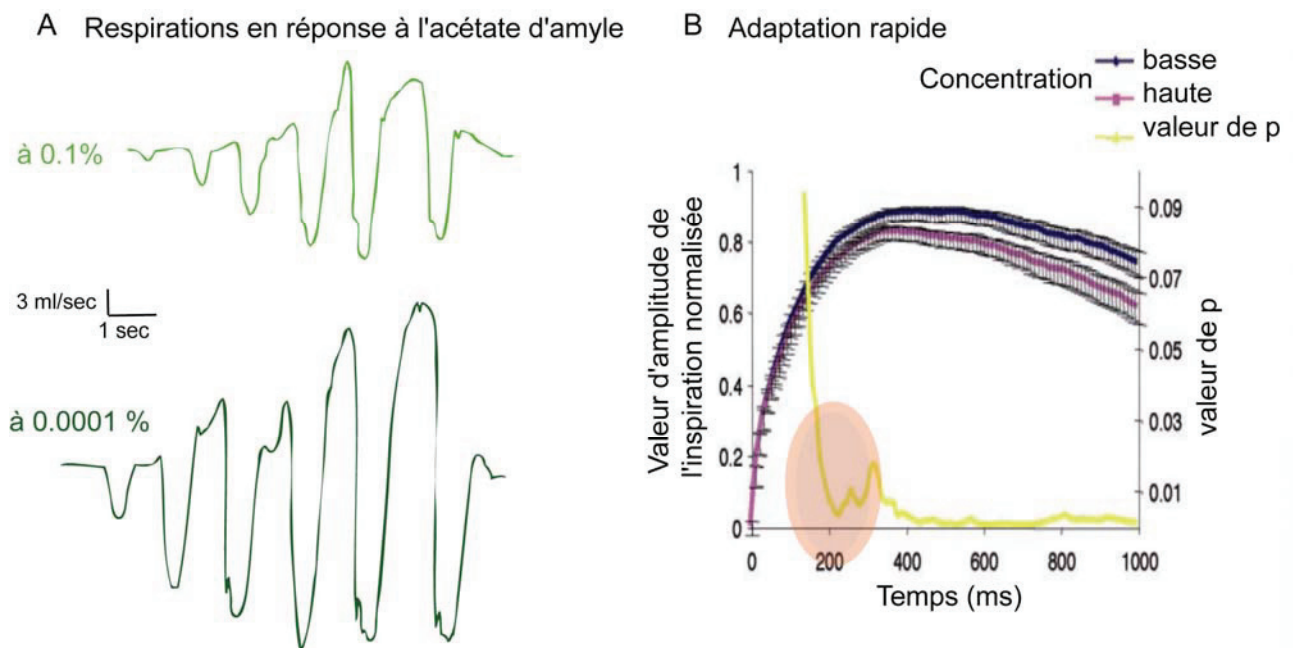 A Respirations en réponse à l'acétate d'amyle
à 0.1%
3 ml/sec
1 sec
à 0.0001 %
B Adaptation rapide
Concentration
basse
haute
valeur de p
Valeur d'amplitude de
l'inspiration normalisée
1
0.8
0.6
0.4
0.2
0
0.09
0.07
0.05
0.03
0.01
valeur de p
0 200 400 600 800 1000
Temps (ms)